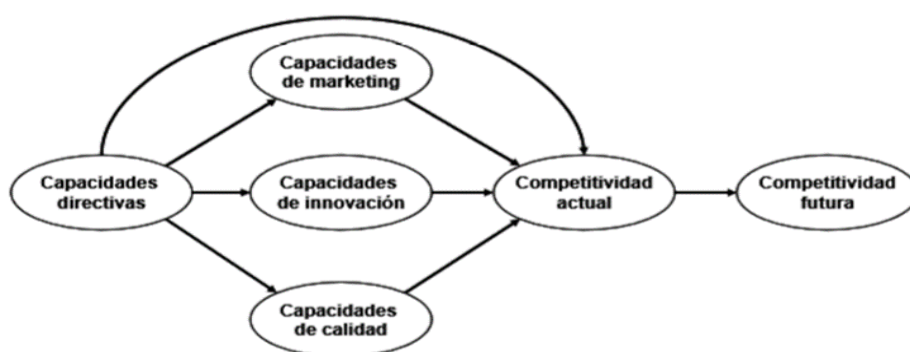 Capacidades
de marketing
Capacidades
directivas
Capacidades
de innovación
Competitividad
actual
Competitividad
futura
Capacidades
de calidad